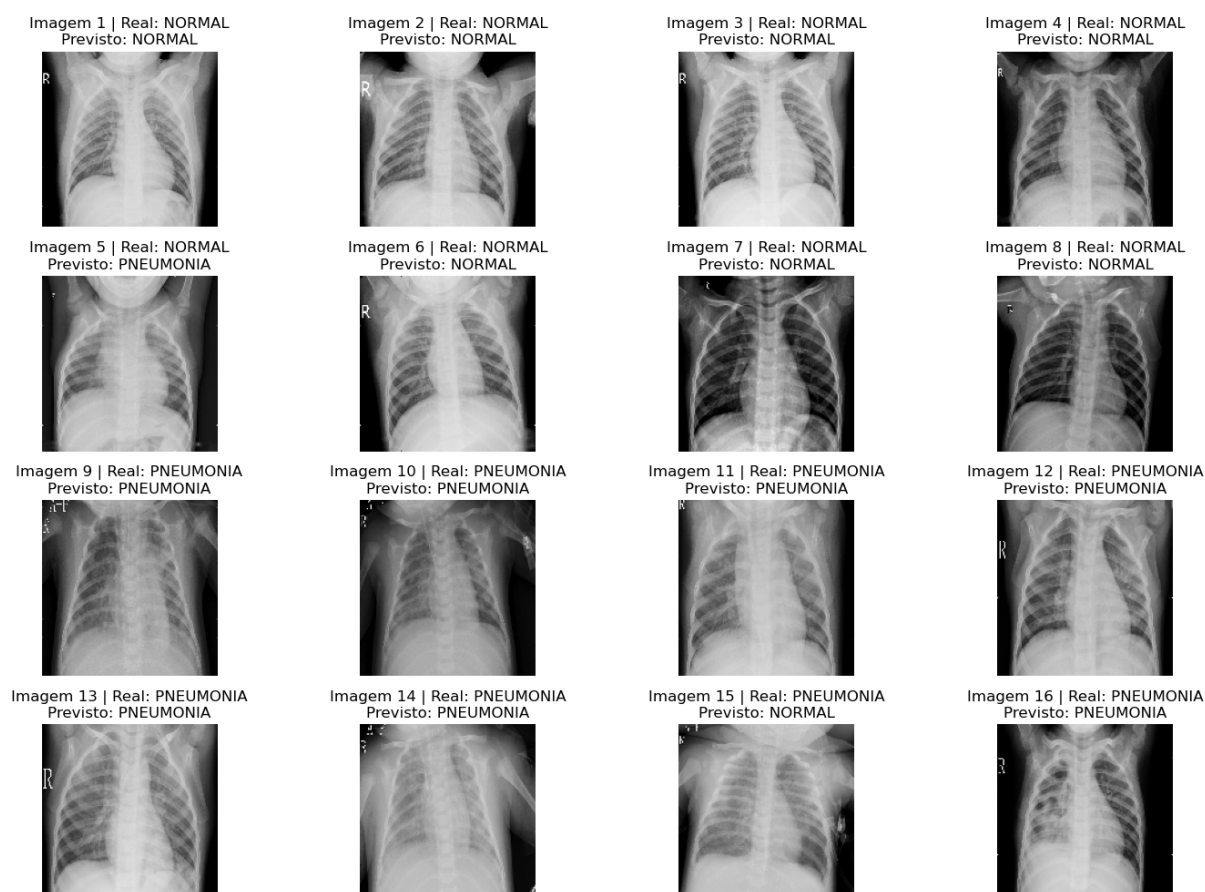 Imagem 1 | Real: NORMAL
Previsto: NORMAL
Imagem 2 | Real: NORMAL
Previsto: NORMAL
Imagem 3 | Real: NORMAL
Previsto: NORMAL
Imagem 4 | Real: NORMAL
Previsto: NORMAL
R
R
R
R
Imagem 5 | Real: NORMAL
Previsto: PNEUMONIA
Imagem 6 | Real: NORMAL
Previsto: NORMAL
Imagem 7 | Real: NORMAL
Previsto: NORMAL
Imagem 8 | Real: NORMAL
Previsto: NORMAL
R
Imagem 9 | Real: PNEUMONIA
Previsto: PNEUMONIA
Imagem 10 | Real: PNEUMONIA
Previsto: PNEUMONIA
Imagem 11 | Real: PNEUMONIA
Previsto: PNEUMONIA
Imagem 12 | Real: PNEUMONIA
Previsto: PNEUMONIA
R
R
Imagem 13 | Real: PNEUMONIA
Previsto: PNEUMONIA
Imagem 14 | Real: PNEUMONIA
Previsto: PNEUMONIA
Imagem 15 | Real: PNEUMONIA
Previsto: NORMAL
Imagem 16 | Real: PNEUMONIA
Previsto: PNEUMONIA
R